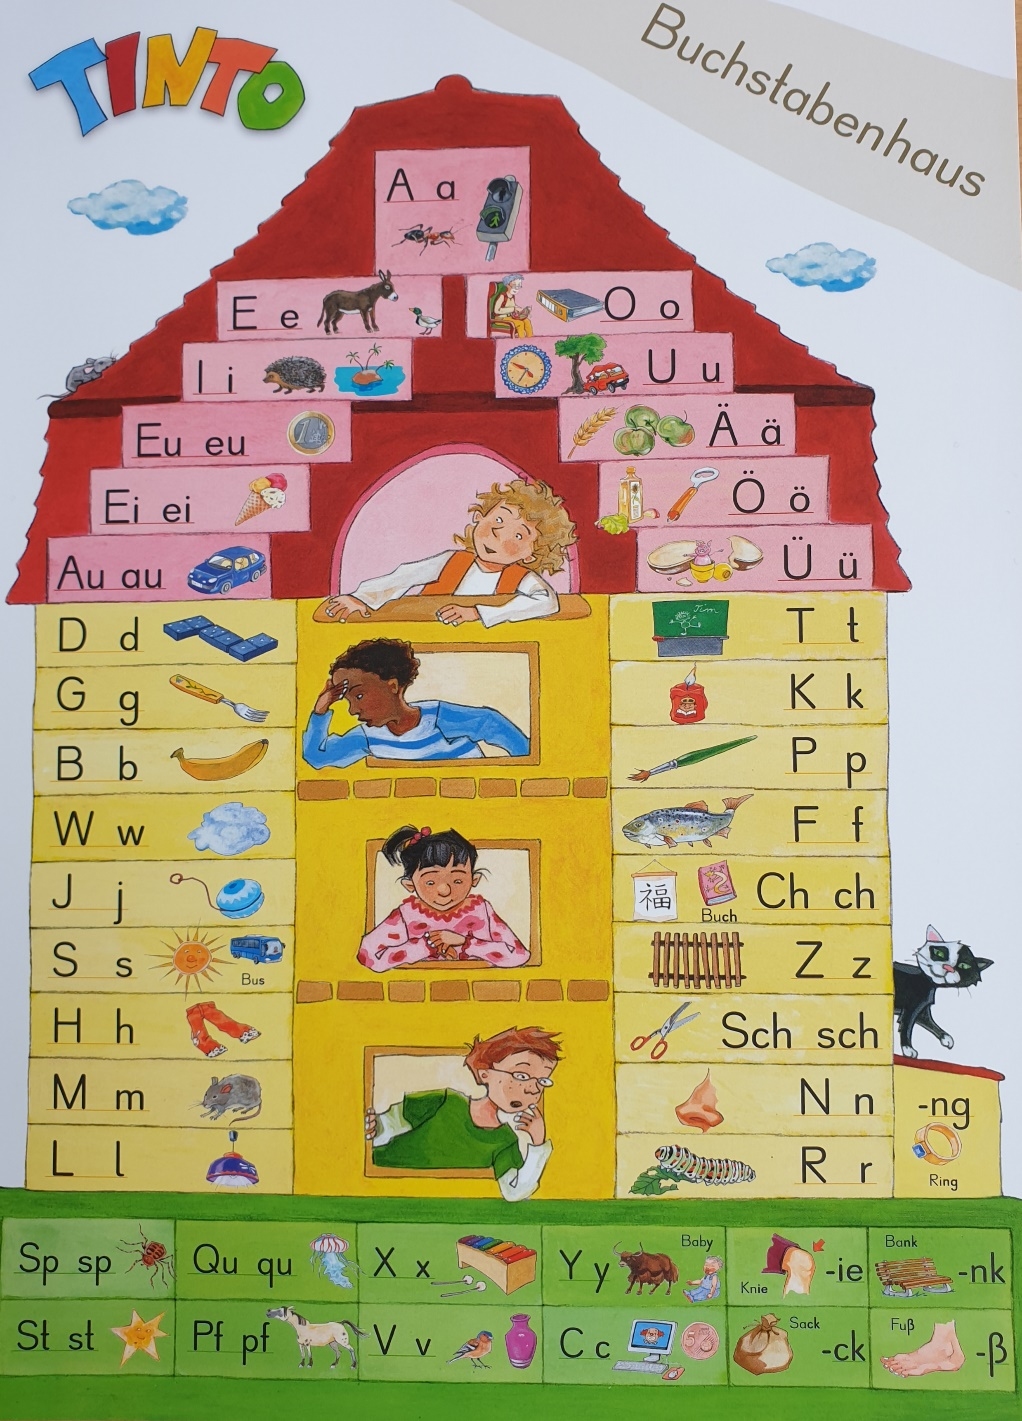 TINTO
Buchstabenhaus
A a
E e
O o
I i
U u
Eu eu
1
Ä ä
Ei ei
Ö ö
Au au
Ü ü
D d
Tim
T t
G g
K k
B b
P p
W w
F f
J j
福
Buch
Ch ch
S s
Bus
Z z
H h
Sch sch
M m
N n
-ng
Ring
L l
R r
Sp sp
Qu qu
X x
Y y
Baby
Knie
-ie
Bank
-nk
St st
Pf pf
V v
C c
Sack
-ck
Fuß
-ß